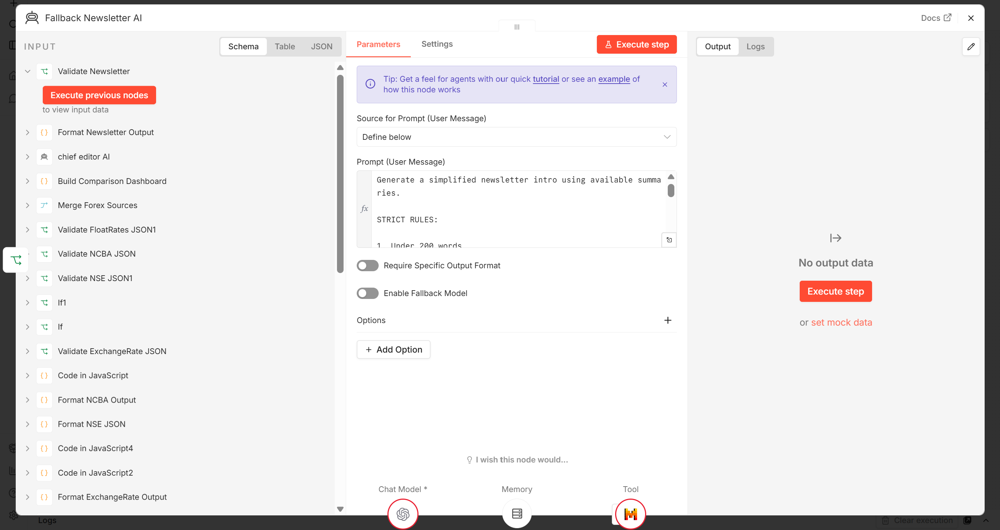 Fallback Newsletter AI
Docs
INPUT
Schema
Table
JSON
Parameters
Settings
Execute step
Output
Logs
Validate Newsletter
Execute previous nodes
to view input data
Format Newsletter Output
chief editor AI
Build Comparison Dashboard
Merge Forex Sources
Validate FloatRates JSON1
Validate NCBA JSON
Validate NSE JSON1
If1
If
Validate ExchangeRate JSON
Code in JavaScript
Format NCBA Output
Format NSE JSON
Code in JavaScript4
Code in JavaScript2
Format ExchangeRate Output
Tip: Get a feel for agents with our quick tutorial or see an example of
how this node works
Source for Prompt (User Message)
Define below
Prompt (User Message)
fx
Generate a simplified newsletter intro using available summa
ries.
STRICT RULES:
1. Under 200 words
Require Specific Output Format
Enable Fallback Model
Options
Add Option
I wish this node would...
Chat Model *
Memory
Tool
No output data
Execute step
or set mock data
Logs
Clear execution